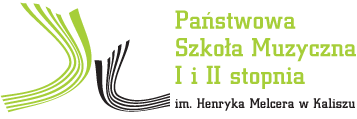 Państwowa
Szkoła Muzyczna
I i II stopnia
im. Henryka Melcera w Kaliszu